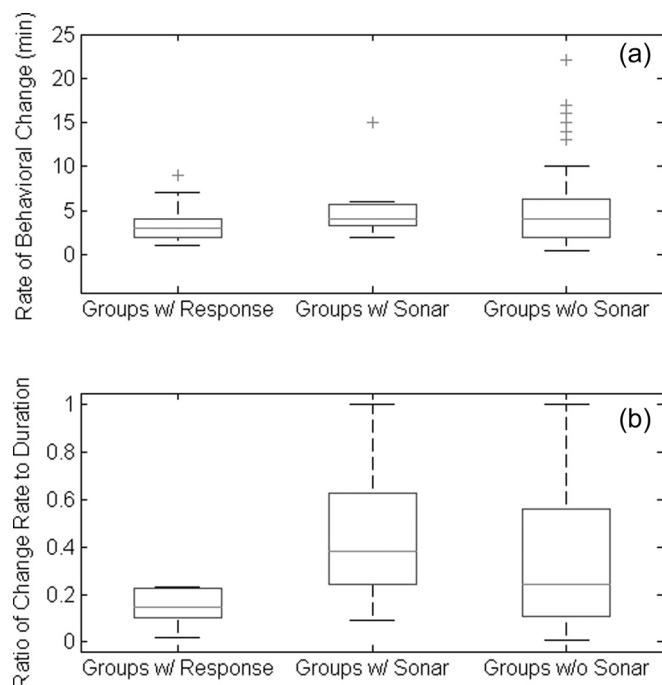 Rate of Behavioral Change (min)
25
20
15
10
5
0
(a)
Groups w/ Response
Groups w/ Sonar
Groups w/o Sonar
Ratio of Change Rate to Duration
1
0.8
0.6
0.4
0.2
0
(b)
Groups w/ Response
Groups w/ Sonar
Groups w/o Sonar